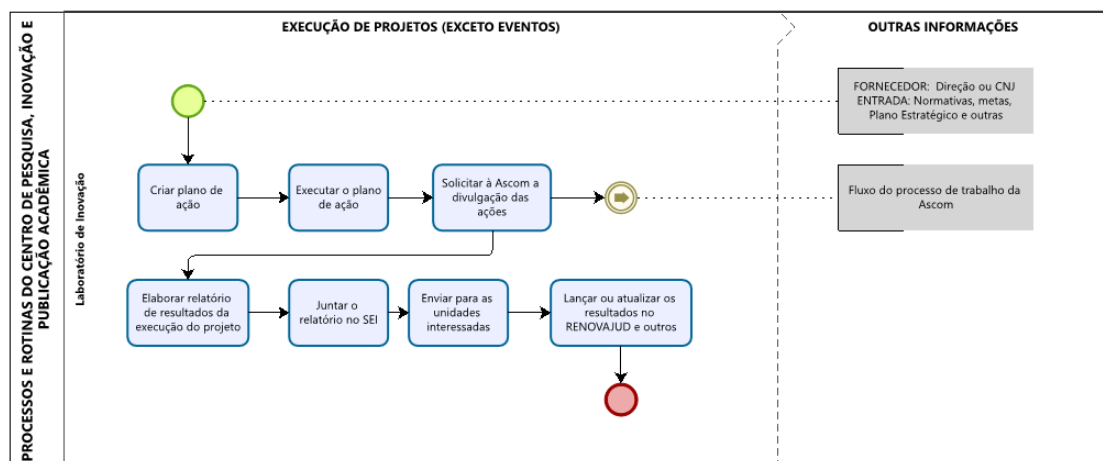 PROCESSOS E ROTINAS DO CENTRO DE PESQUISA, INOVAÇÃO E
PUBLICAÇÃO ACADÊMICA
Laboratório de Inovação
EXECUÇÃO DE PROJETOS (EXCETO EVENTOS)
OUTRAS INFORMAÇÕES
FORNECEDOR: Direção ou CNJ
ENTRADA: Normativas, metas,
Plano Estratégico e outras
Criar plano de
ação
Executar o plano
de ação
Solicitar à Ascom a
divulgação das
ações
Fluxo do processo de trabalho da
Ascom
Elaborar relatório
de resultados da
execução do projeto
Juntar o
relatório no SEI
Enviar para as
unidades
interessadas
Lançar ou atualizar os
resultados no
RENOVAJUD e outros